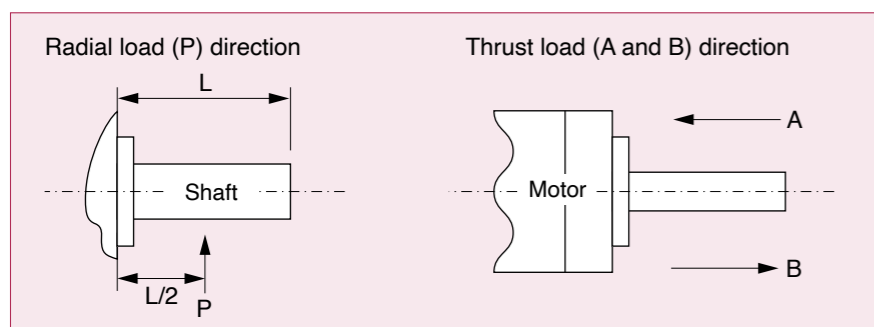 Radial load (P) direction
L
Shaft
L/2
P
Thrust load (A and B) direction
A
Motor
B